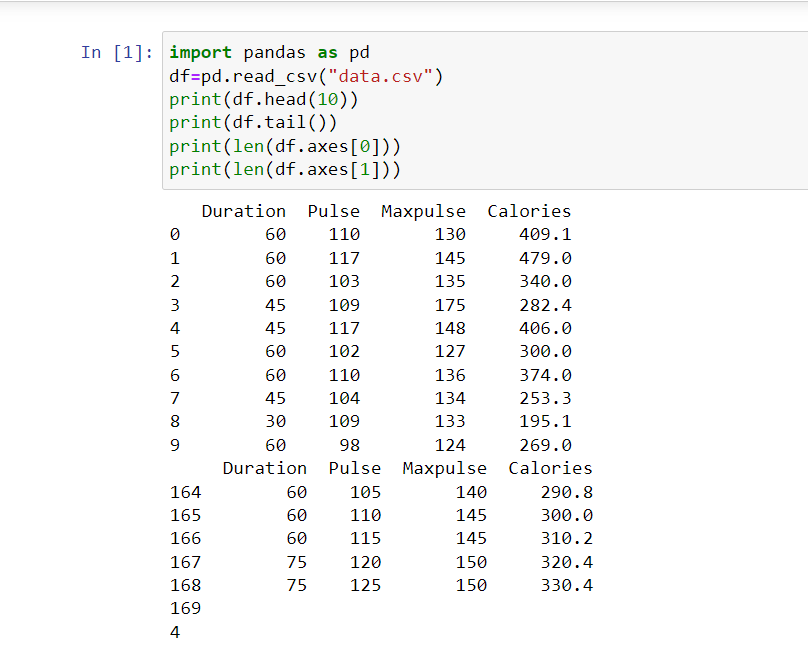 In [1]: import pandas as pd
df=pd.read_csv("data.csv")
print(df.head(10))
print(df.tail())
print(len(df.axes[0]))
print(len(df.axes[1]))
   Duration  Pulse  Maxpulse  Calories
0        60    110       130     409.1
1        60    117       145     479.0
2        60    103       135     340.0
3        45    109       175     282.4
4        45    117       148     406.0
5        60    102       127     300.0
6        60    110       136     374.0
7        45    104       134     253.3
8        30    109       133     195.1
9        60     98       124     269.0
     Duration  Pulse  Maxpulse  Calories
164        60    105       140     290.8
165        60    110       145     300.0
166        60    115       145     310.2
167        75    120       150     320.4
168        75    125       150     330.4
169
4